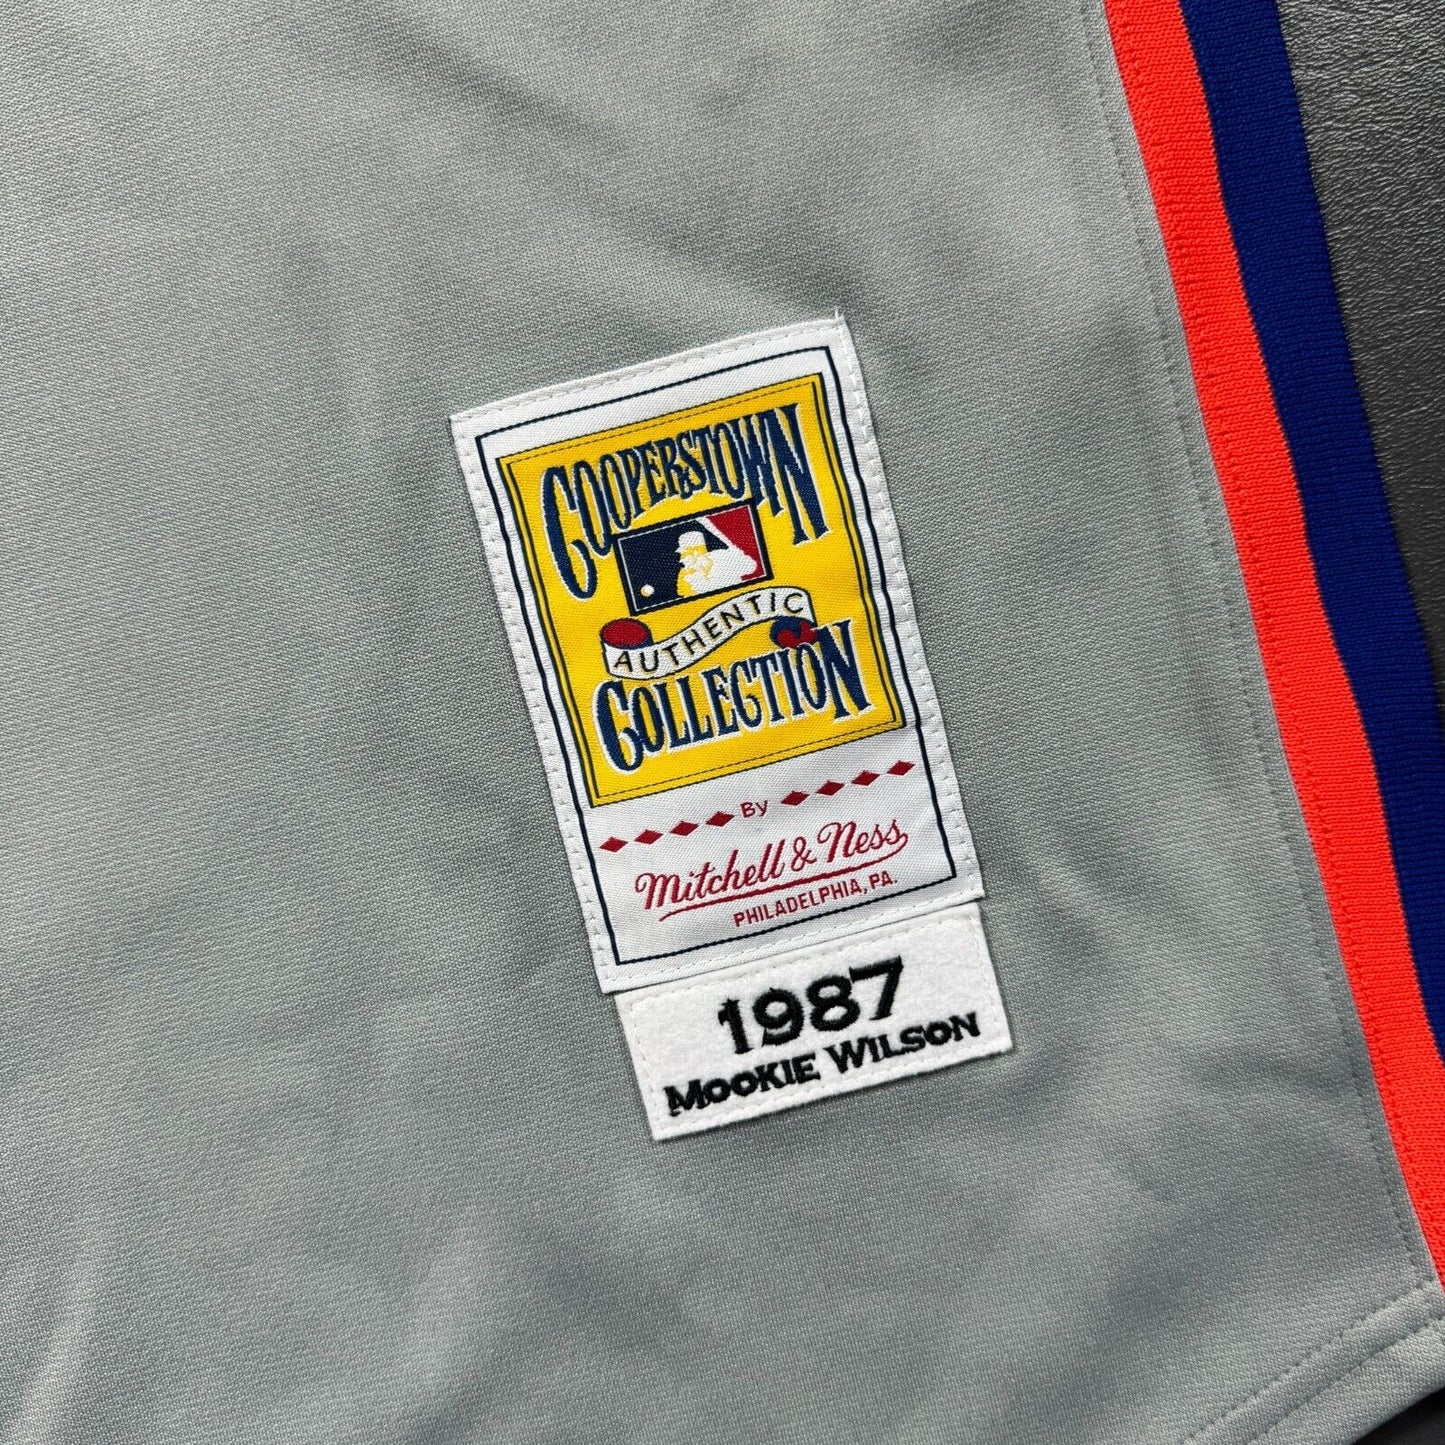 COOPERSTOWN
AUTHENTIC
COLLECTION
By
Mitchell & Ness
PHILADELPHIA, PA.
1987
MOOKIE WILSON